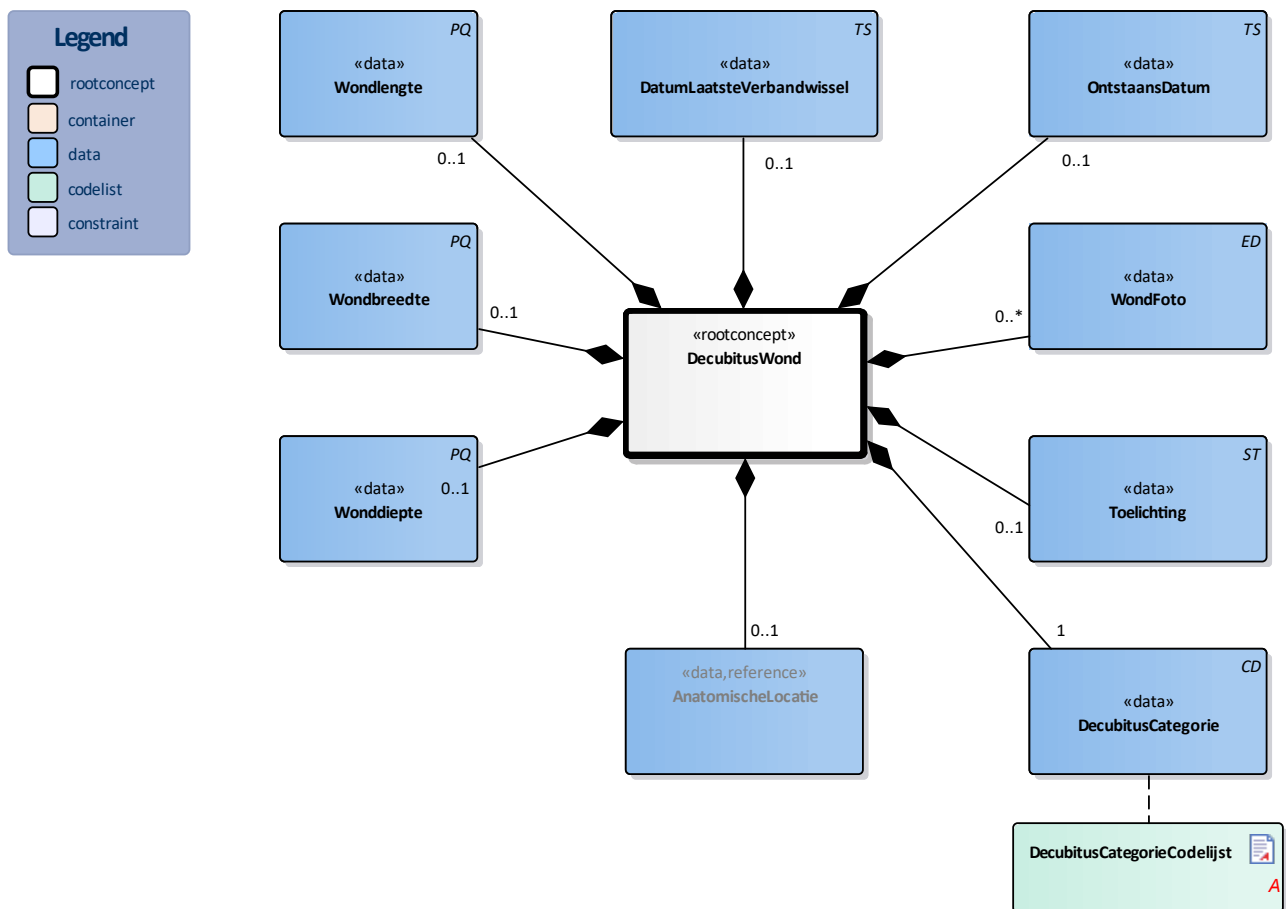 Legend
rootconcept
container
data
codelist
constraint
PQ
«data»
Wondlengte
0..1
TS
«data»
DatumLaatsteVerbandwissel
0..1
TS
«data»
OntstaansDatum
0..1
PQ
«data»
Wondbreedte
0..1
«rootconcept»
DecubitusWond
ED
«data»
WondFoto
0..*
PQ
«data»
Wonddiepte
0..1
ST
«data»
Toelichting
0..1
«data,reference»
AnatomischeLocatie
0..1
CD
«data»
DecubitusCategorie
1
DecubitusCategorieCodelijst
A